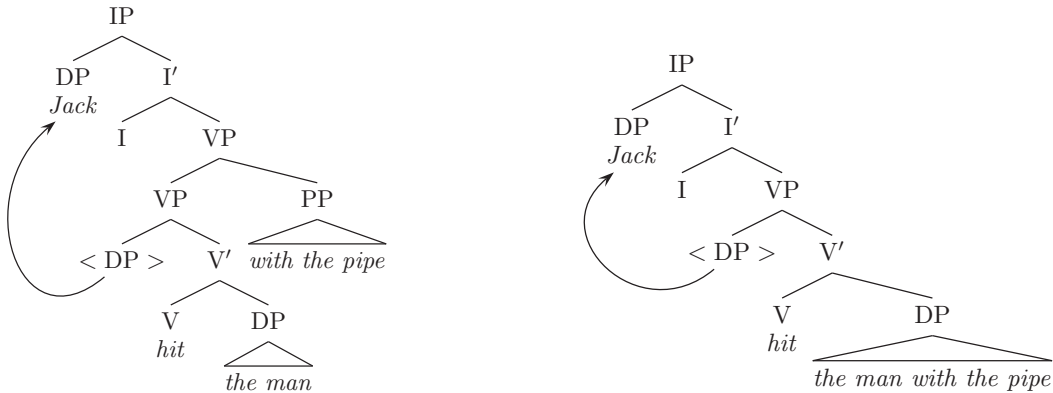 IP
DP I′
Jack
I VP
VP PP
< DP > V′ with the pipe
V DP
hit
the man
IP
DP I′
Jack
I VP
< DP > V′
V DP
hit
the man with the pipe